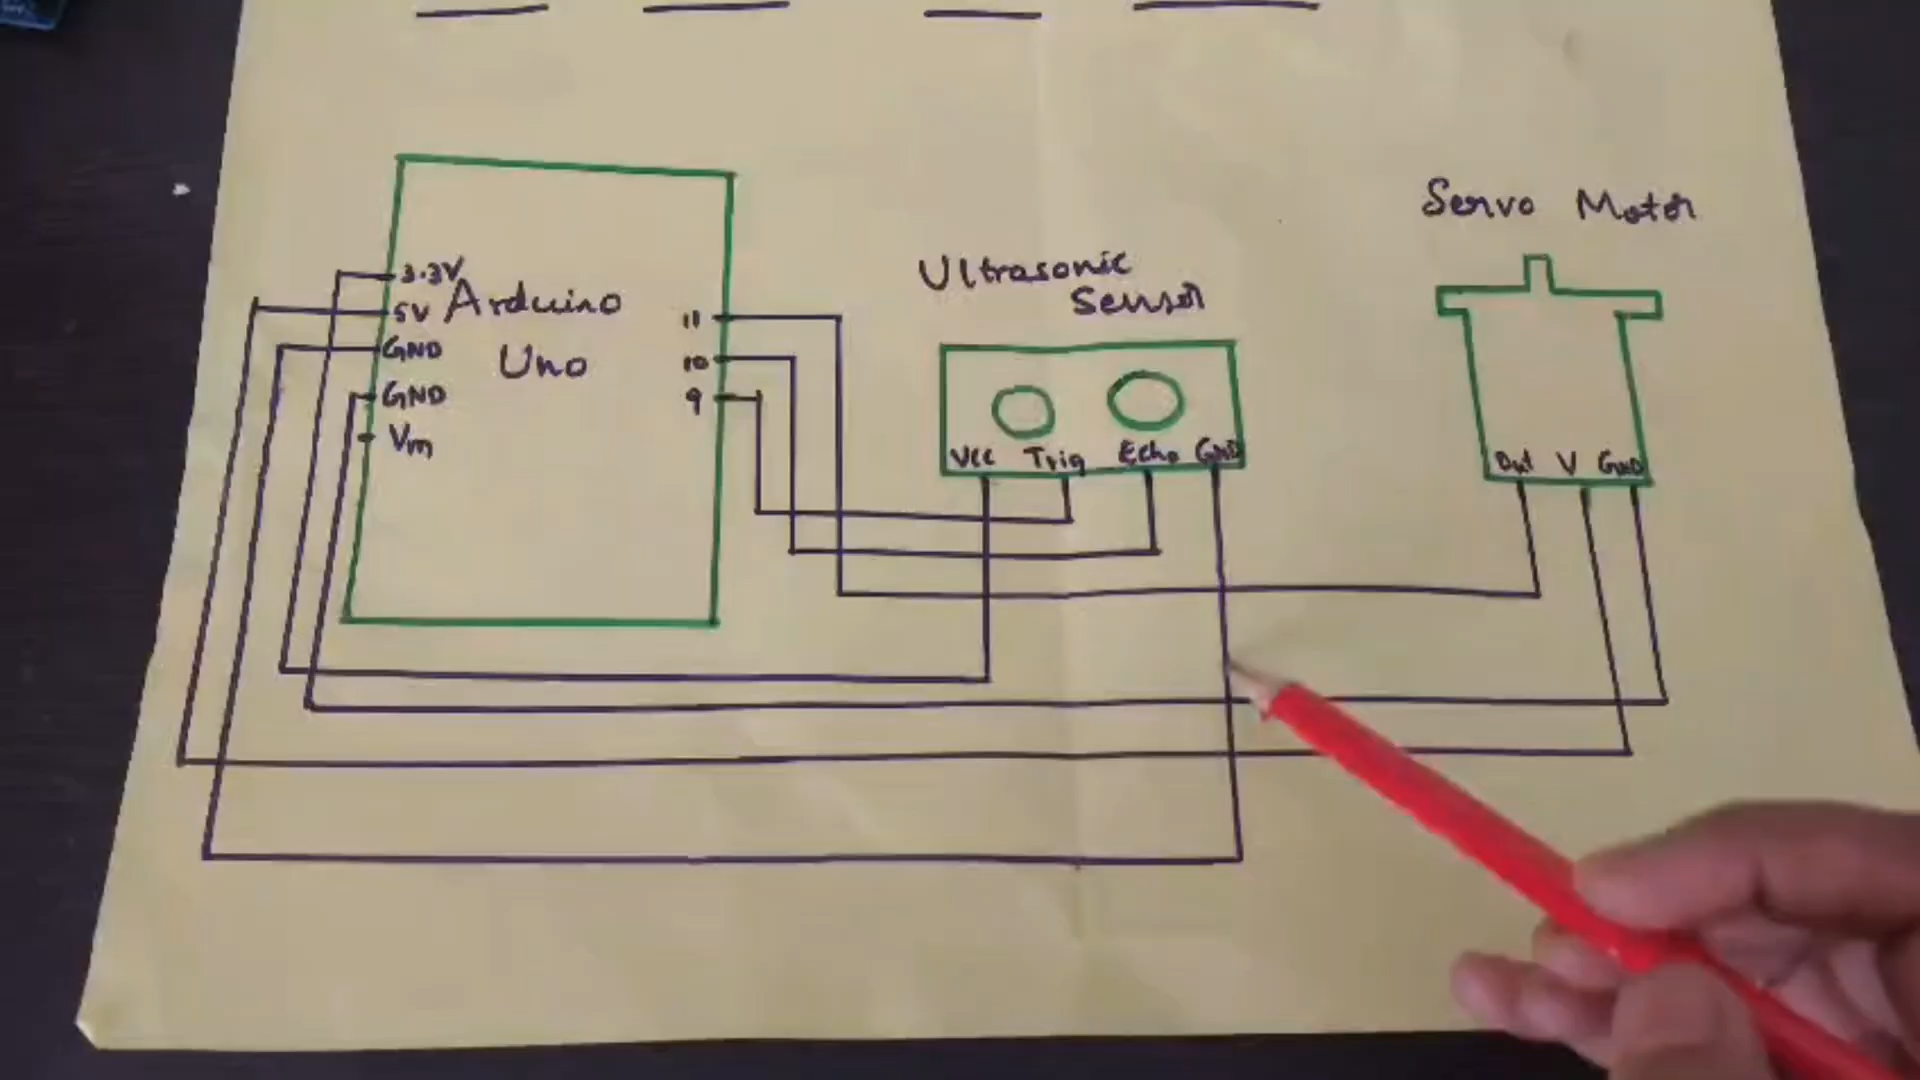 Servo Motor
Ultrasonic
Sensor
3.3V
5V
Arduino
Uno
GND
GND
Vm
11
10
9
Vcc Trig Echo GND
Out V GND